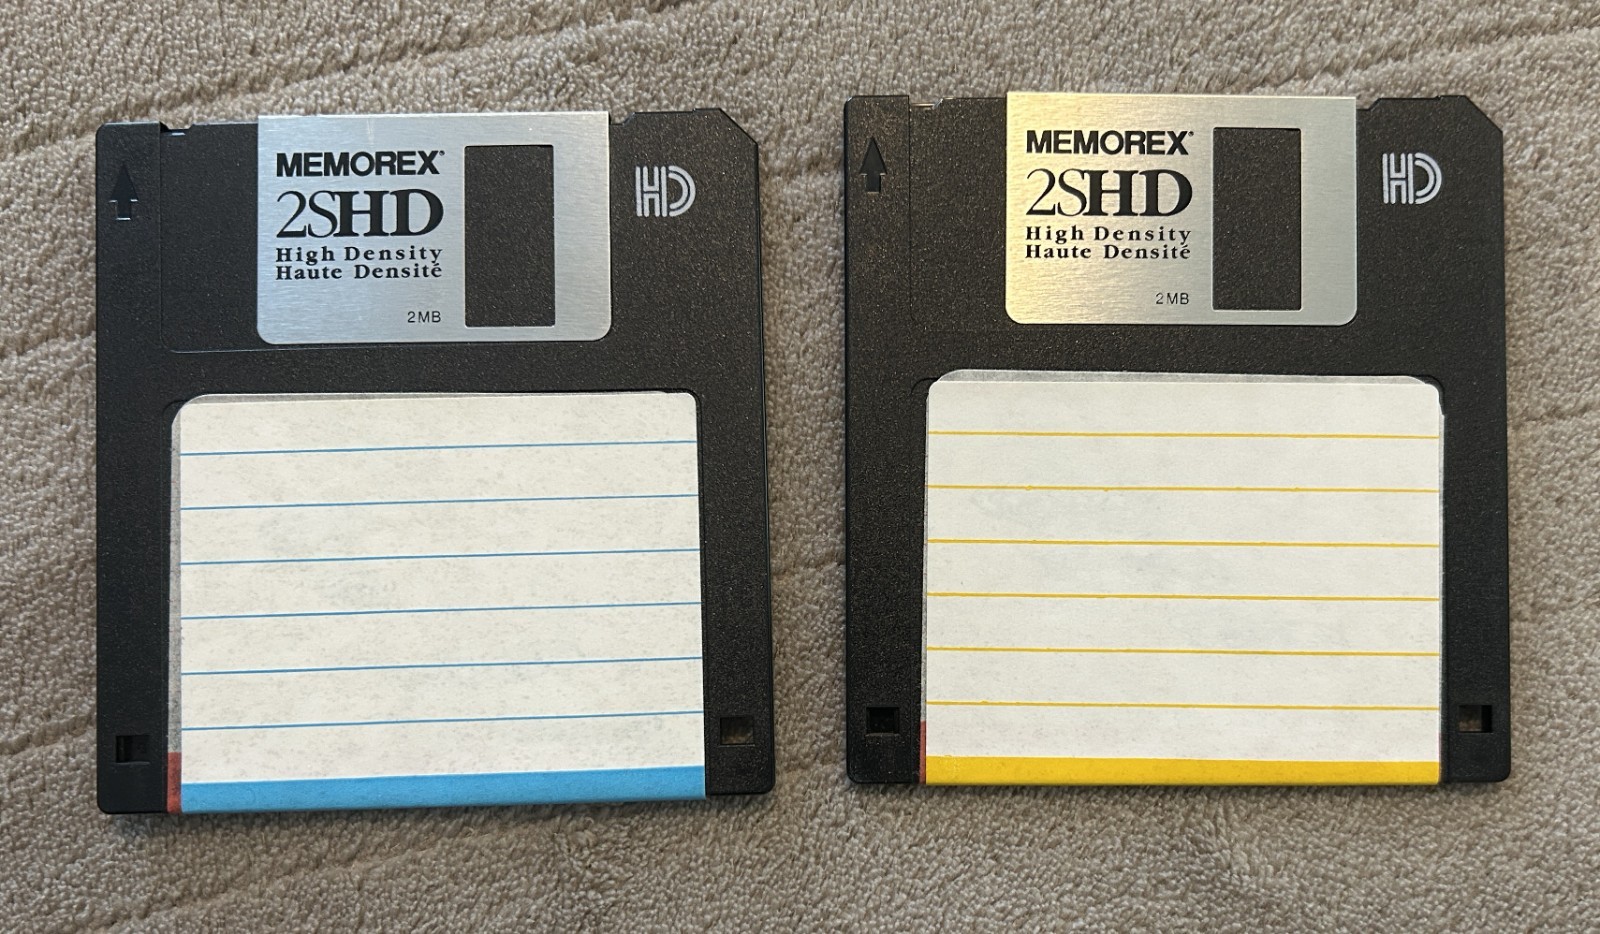 MEMOREX®
2SHD
High Density
Haute Densité
2MB
HD
MEMOREX®
2SHD
High Density
Haute Densité
2MB
HD